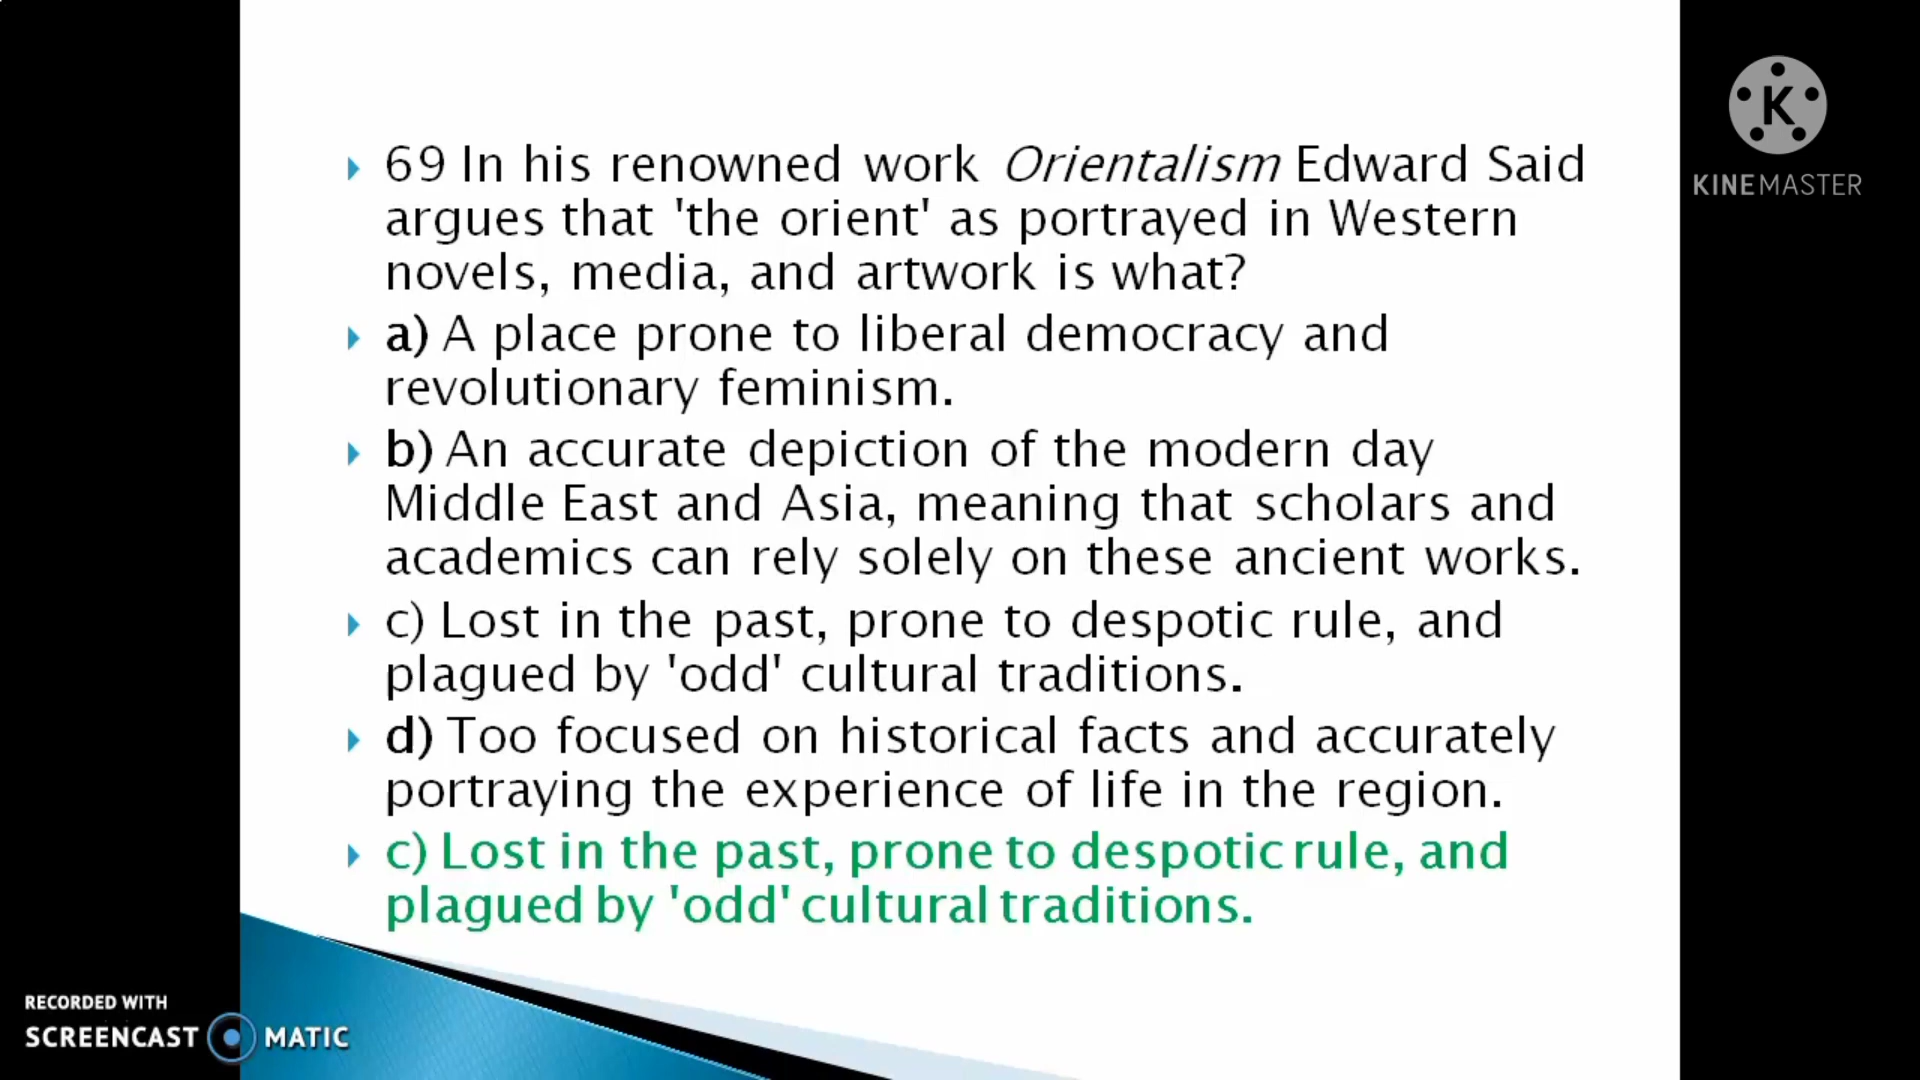 69 In his renowned work Orientalism Edward Said
argues that 'the orient' as portrayed in Western
novels, media, and artwork is what?
a) A place prone to liberal democracy and
revolutionary feminism.
b) An accurate depiction of the modern day
Middle East and Asia, meaning that scholars and
academics can rely solely on these ancient works.
c) Lost in the past, prone to despotic rule, and
plagued by 'odd' cultural traditions.
d) Too focused on historical facts and accurately
portraying the experience of life in the region.
c) Lost in the past, prone to despotic rule, and
plagued by 'odd' cultural traditions.
K
KINEMASTER
RECORDED WITH
SCREENCAST MATIC